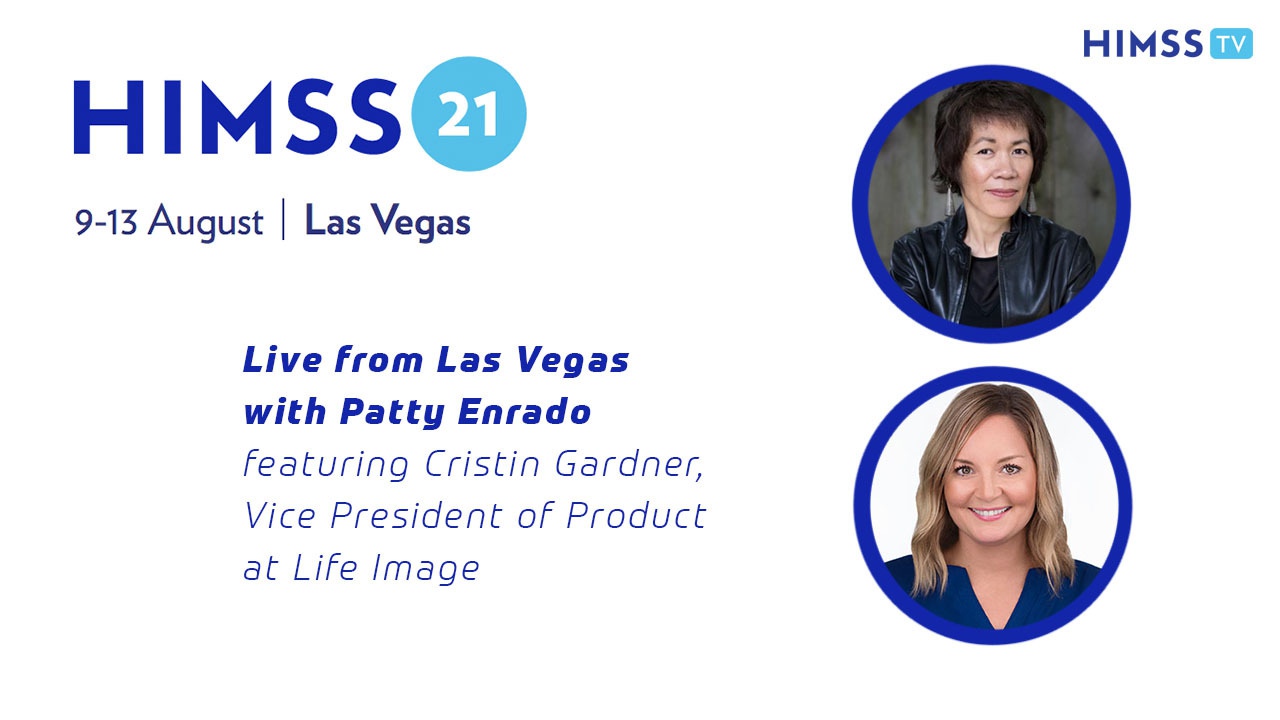 HIMSS TV
HIMSS 21
9-13 August | Las Vegas
Live from Las Vegas
with Patty Enrado
featuring Cristin Gardner,
Vice President of Product
at Life Image